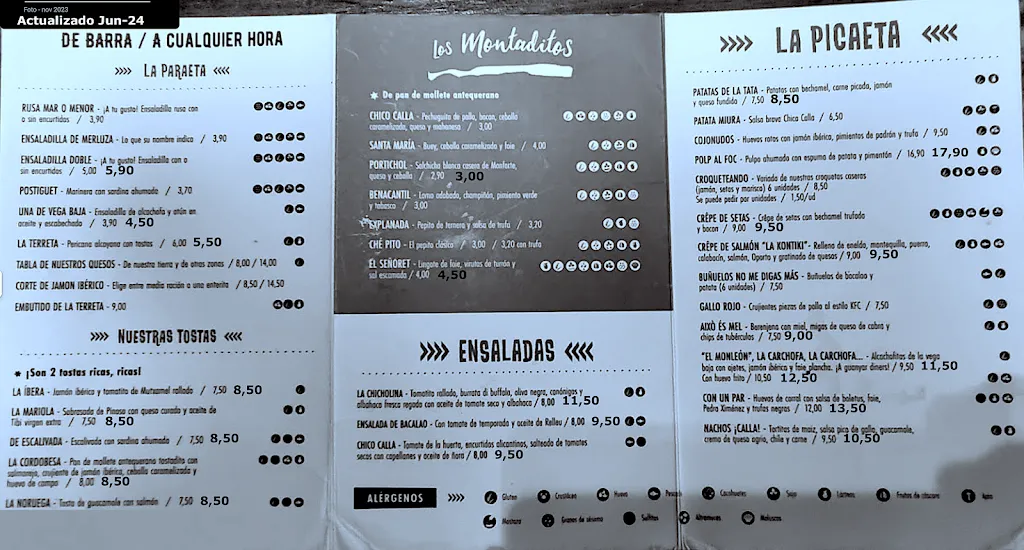 Foto - nov 2023
Actualizado Jun-24
DE BARRA / A CUALQUIER HORA
LA PARAETA
RUSA MAR O MENOR - ¡A tu gusto! Ensaladilla rusa con
o sin encurtidos / 3,90
ENSALADILLA DE MERLUZA - Lo que su nombre indica / 3,90
ENSALADILLA DOBLE - ¡A tu gusto! Ensaladilla con o
sin encurtidos / 5,00 5,90
POSTIGUET - Marinera con sardina ahumada / 3,70
UNA DE VEGA BAJA - Ensaladilla de alcachofa y atún en
aceite y escabechada / 3,90 4,50
LA TERRETA - Pericana alcoyana con tostas / 6,00 5,50
TABLA DE NUESTROS QUESOS - De nuestra tierra y de otras zonas / 8,00 / 14,00
CORTE DE JAMON IBÉRICO - Elige entre media ración o una enterita / 8,50 / 14,50
EMBUTIDO DE LA TERRETA - 9,00
NUESTRAS TOSTAS
¡Son 2 tostas ricas, ricas!
LA ÍBERA - Jamón ibérico y tomatito de Mutxamel rallado / 7,50 8,50
LA MARIOLA - Sobrasada de Pinoso con queso curado y aceite de
Tibi virgen extra / 7,50 8,50
DE ESCALIVADA - Escalivada con sardina ahumada / 7,50 8,50
LA CORDOBESA - Pan de mollete antequerano tostadito con
salmorejo, crujiente de jamón ibérico, cebolla caramelizada y
huevo de campo / 8,00 8,50
LA NORUEGA - Tosta de guacamole con salmón / 7,50 8,50
Los Montaditos
De pan de mollete antequerano
CHICO CALLA - Pechuguita de pollo, bacon, cebolla
caramelizada, queso y mahonesa / 3,00
SANTA MARÍA - Buey, cebolla caramelizada y foie / 4,00
PORTICHOL - Salchicha blanca casera de Monforte,
queso y cebolla / 2,90 3,00
BENACANTIL - Lomo adobado, champiñón, pimiento verde
y tabasco / 3,00
ESPLANADA - Pepito de ternera y salsa de trufa / 3,20
CHÉ PITO - El pepito clásico / 3,00 / 3,20 con trufa
EL SEÑORET - Lingote de foie, virutas de turrón y
sal escamada / 4,00 4,50
ENSALADAS
LA CHICHOLINA - Tomatito rallado, burrata di buffala, oliva negra, canónigos y
albahaca fresca regado con aceite de tomate seco y albahaca / 8,00 11,50
ENSALADA DE BACALAO - Con tomate de temporada y aceite de Relleu / 8,00 9,50
CHICO CALLA - Tomate de la huerta, encurtidos alicantinos, salteado de tomates
secos con capellanes y aceite de ñora / 8,00 9,50
ALÉRGENOS
Gluten
Crustáceo
Huevo
Pescado
Cacahuetes
Soja
Lácteos
Frutos de cáscara
Apio
Mostaza
Granos de sésamo
Sulfitos
Altramuces
Moluscos
LA PICAETA
PATATAS DE LA TATA - Patatas con bechamel, carne picada, jamón
y queso fundido / 7,50 8,50
PATATA MIURA - Salsa brava Chico Calla / 6,50
COJONUDOS - Huevos rotos con jamón ibérico, pimientos de padrón y trufa / 9,50
POLP AL FOC - Pulpo ahumado con espuma de patata y pimentón / 16,90 17,90
CROQUETEANDO - Variado de nuestras croquetas caseras
(jamón, setas y marisco) 6 unidades / 8,50
Se puede pedir por unidades / 1,50/ud
CRÊPE DE SETAS - Crêpe de setas con bechamel trufada
y bacon / 9,00 9,50
CRÊPE DE SALMÓN "LA KONTIKI" - Relleno de eneldo, mantequilla, puerro,
calabacín, salmón, Oporto y gratinado de quesos / 9,00 9,50
BUÑUELOS NO ME DIGAS MÁS - Buñuelos de bacalao y
patata (6 unidades) / 7,50
GALLO ROJO - Crujientes piezas de pollo al estilo KFC / 7,50
AIXÒ ÉS MEL - Berenjena con miel, migas de queso de cabra y
chips de tubérculos / 7,50 9,00
"EL MONLEÓN", LA CARCHOFA, LA CARCHOFA... - Alcachofitas de la vega
baja con ajetes, jamón ibérico y foie plancha. ¡A guanyar diners! / 9,50 11,50
Con huevo frito / 10,50 12,50
CON UN PAR - Huevos de corral con salsa de boletus, foie,
Pedro Ximénez y trufas negras / 12,00 13,50
NACHOS ¡CALLA! - Tortitas de maíz, salsa pico de gallo, guacamole,
crema de queso agrio, chile y carne / 9,50 10,50